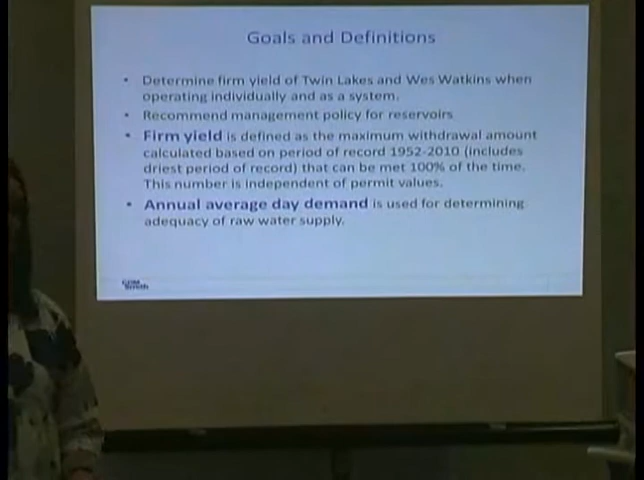 Goals and Definitions
• Determine firm yield of Twin Lakes and Wes Watkins when
operating individually and as a system.
• Recommend management policy for reservoirs
• Firm yield is defined as the maximum withdrawal amount
calculated based on period of record 1952-2010 (includes
driest period of record) that can be met 100% of the time.
This number is independent of permit values.
• Annual average day demand is used for determining
adequacy of raw water supply.
CDM
Smith